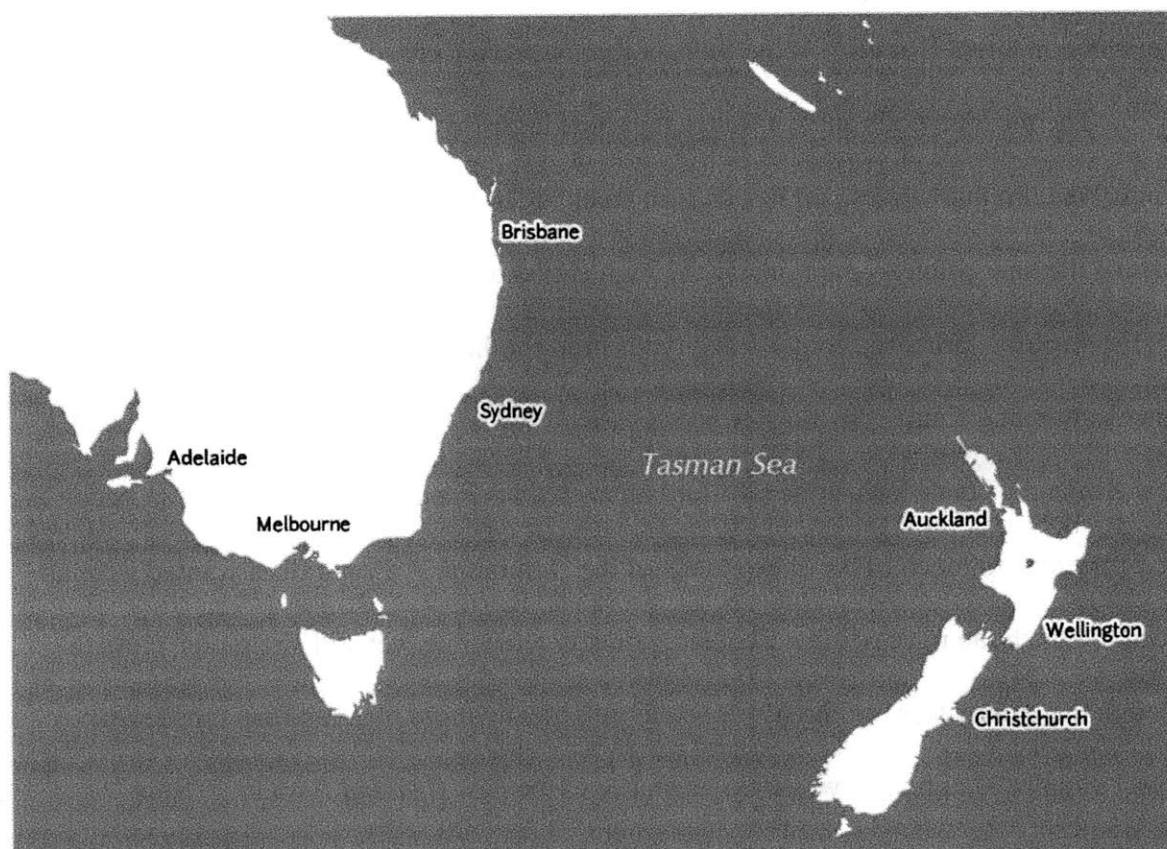 Brisbane
Sydney
Adelaide
Tasman Sea
Auckland
Melbourne
Wellington
Christchurch